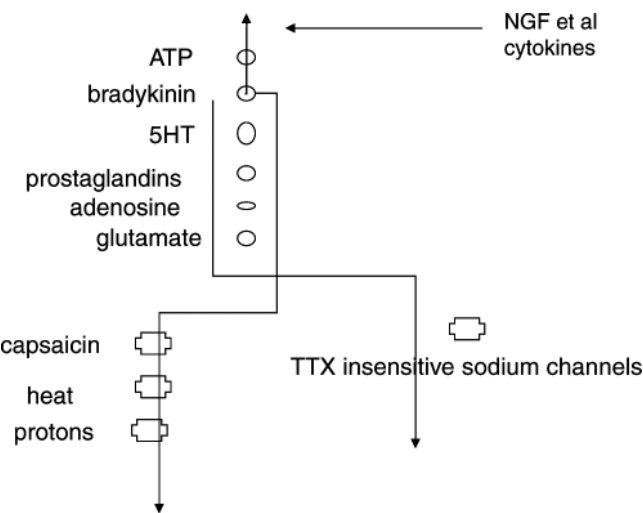 NGF et al
cytokines
ATP
bradykinin
5HT
prostaglandins
adenosine
glutamate
capsaicin
TTX insensitive sodium channels
heat
protons